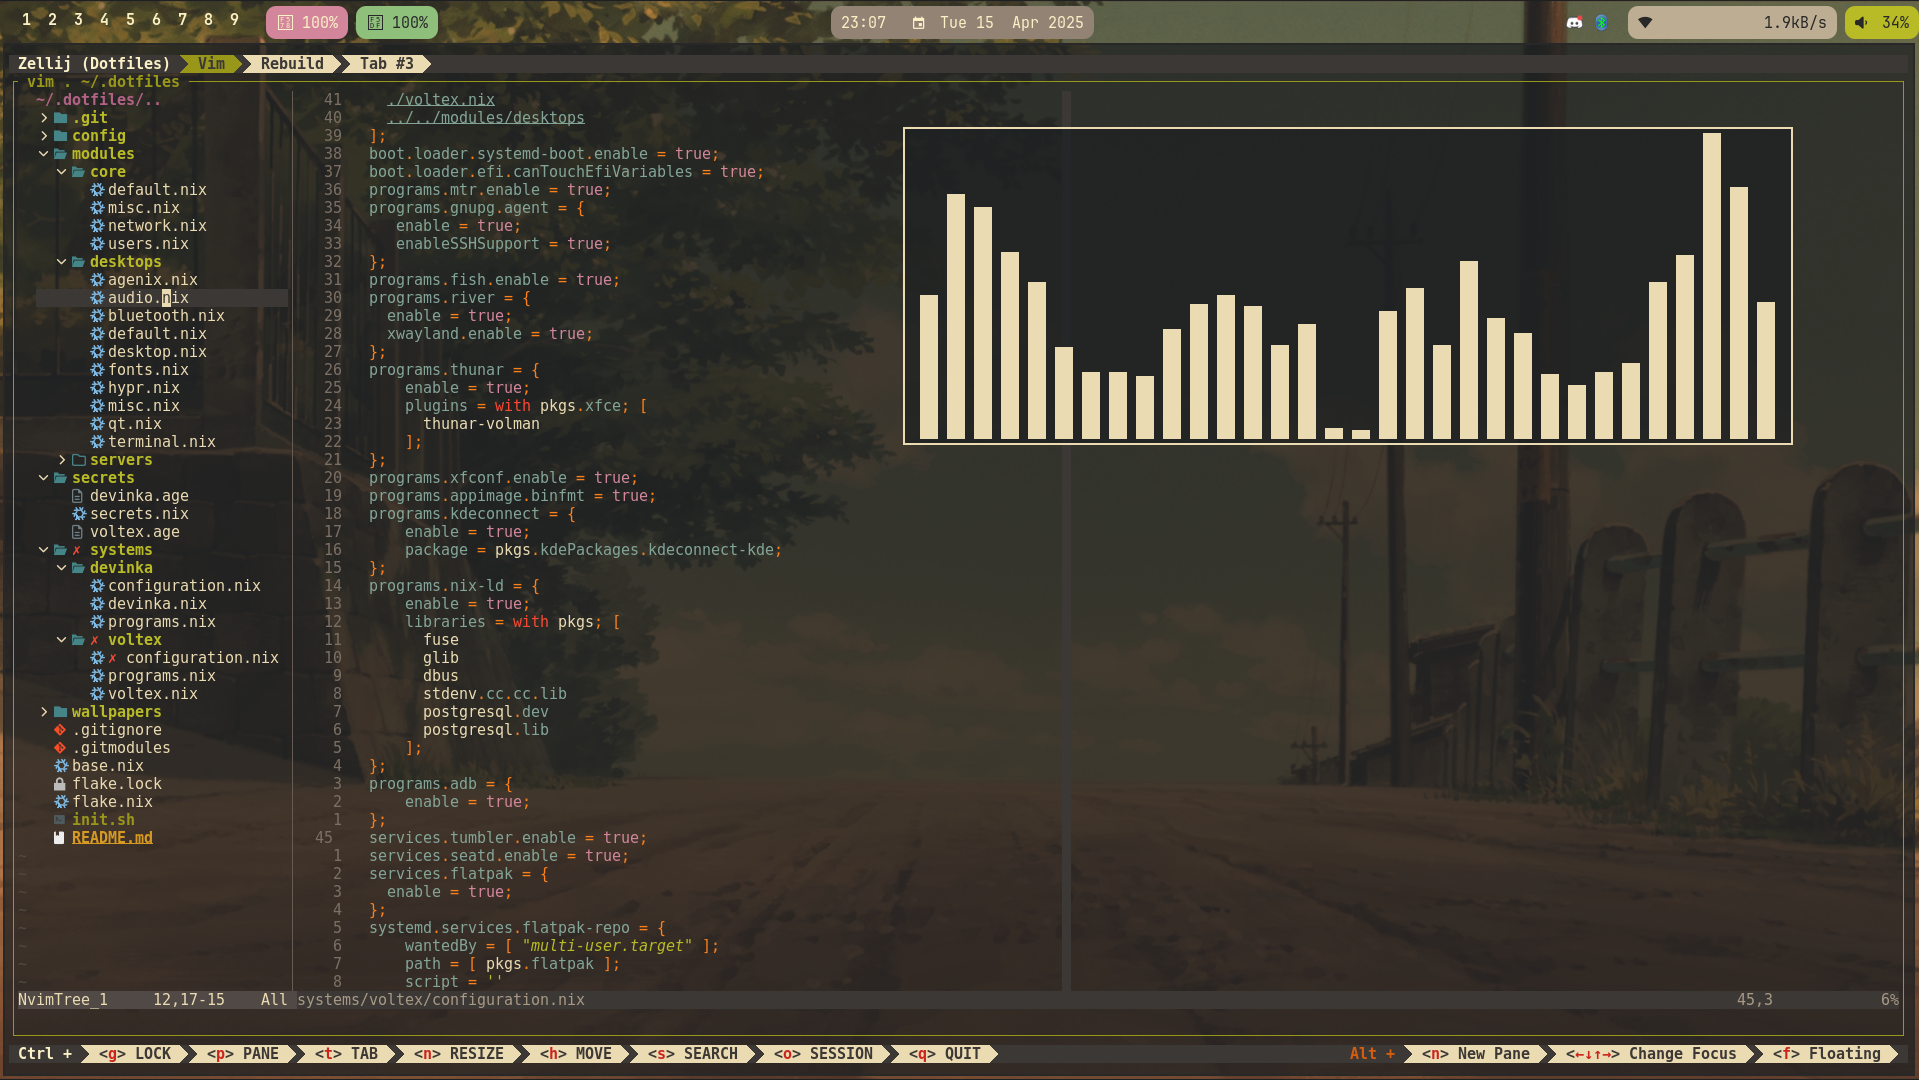 1 2 3 4 5 6 7 8 9 100% 100% 23:07 Tue 15 Apr 2025 1.9kB/s 34%
Zellij (Dotfiles) Vim Rebuild Tab #3
vim . ~/.dotfiles
~/.dotfiles/..
.git
config
modules
core
default.nix
misc.nix
network.nix
users.nix
desktops
agenix.nix
audio.nix
bluetooth.nix
default.nix
desktop.nix
fonts.nix
hypr.nix
misc.nix
qt.nix
terminal.nix
servers
secrets
devinka.age
secrets.nix
voltex.age
✗ systems
devinka
configuration.nix
devinka.nix
programs.nix
✗ voltex
✗ configuration.nix
programs.nix
voltex.nix
wallpapers
.gitignore
.gitmodules
base.nix
flake.lock
flake.nix
init.sh
README.md
~
~
~
~
~
~
~
~
41 ./voltex.nix
40 ../../modules/desktops
39 ];
38 boot.loader.systemd-boot.enable = true;
37 boot.loader.efi.canTouchEfiVariables = true;
36 programs.mtr.enable = true;
35 programs.gnupg.agent = {
34 enable = true;
33 enableSSHSupport = true;
32 };
31 programs.fish.enable = true;
30 programs.river = {
29 enable = true;
28 xwayland.enable = true;
27 };
26 programs.thunar = {
25 enable = true;
24 plugins = with pkgs.xfce; [
23 thunar-volman
22 ];
21 };
20 programs.xfconf.enable = true;
19 programs.appimage.binfmt = true;
18 programs.kdeconnect = {
17 enable = true;
16 package = pkgs.kdePackages.kdeconnect-kde;
15 };
14 programs.nix-ld = {
13 enable = true;
12 libraries = with pkgs; [
11 fuse
10 glib
9 dbus
8 stdenv.cc.cc.lib
7 postgresql.dev
6 postgresql.lib
5 ];
4 };
3 programs.adb = {
2 enable = true;
1 };
45 services.tumbler.enable = true;
1 services.seatd.enable = true;
2 services.flatpak = {
3 enable = true;
4 };
5 systemd.services.flatpak-repo = {
6 wantedBy = [ "multi-user.target" ];
7 path = [ pkgs.flatpak ];
8 script = ''
NvimTree_1 12,17-15 All systems/voltex/configuration.nix 45,3 6%
Ctrl + <g> LOCK <p> PANE <t> TAB <n> RESIZE <h> MOVE <s> SEARCH <o> SESSION <q> QUIT Alt + <n> New Pane <←↓↑→> Change Focus <f> Floating